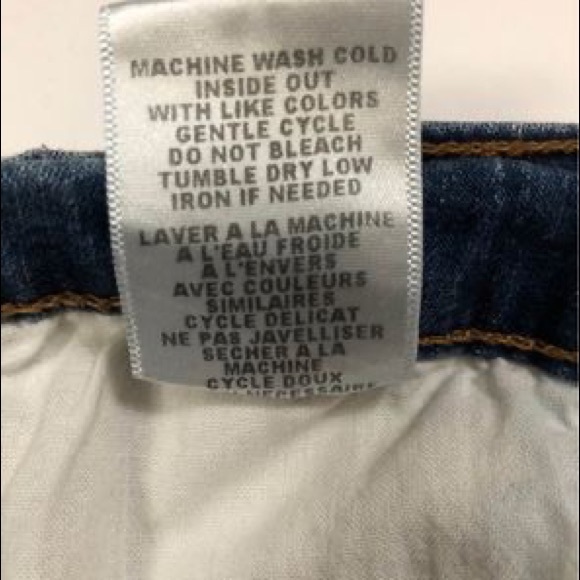 MACHINE WASH COLD
INSIDE OUT
WITH LIKE COLORS
GENTLE CYCLE
DO NOT BLEACH
TUMBLE DRY LOW
IRON IF NEEDED
LAVER A LA MACHINE
A L'EAU FROIDE
A L'ENVERS
AVEC COULEURS
SIMILAIRES
CYCLE DELICAT
NE PAS JAVELLISER
SECHER A LA
MACHINE
CYCLE DOUX
NECESSAIRE